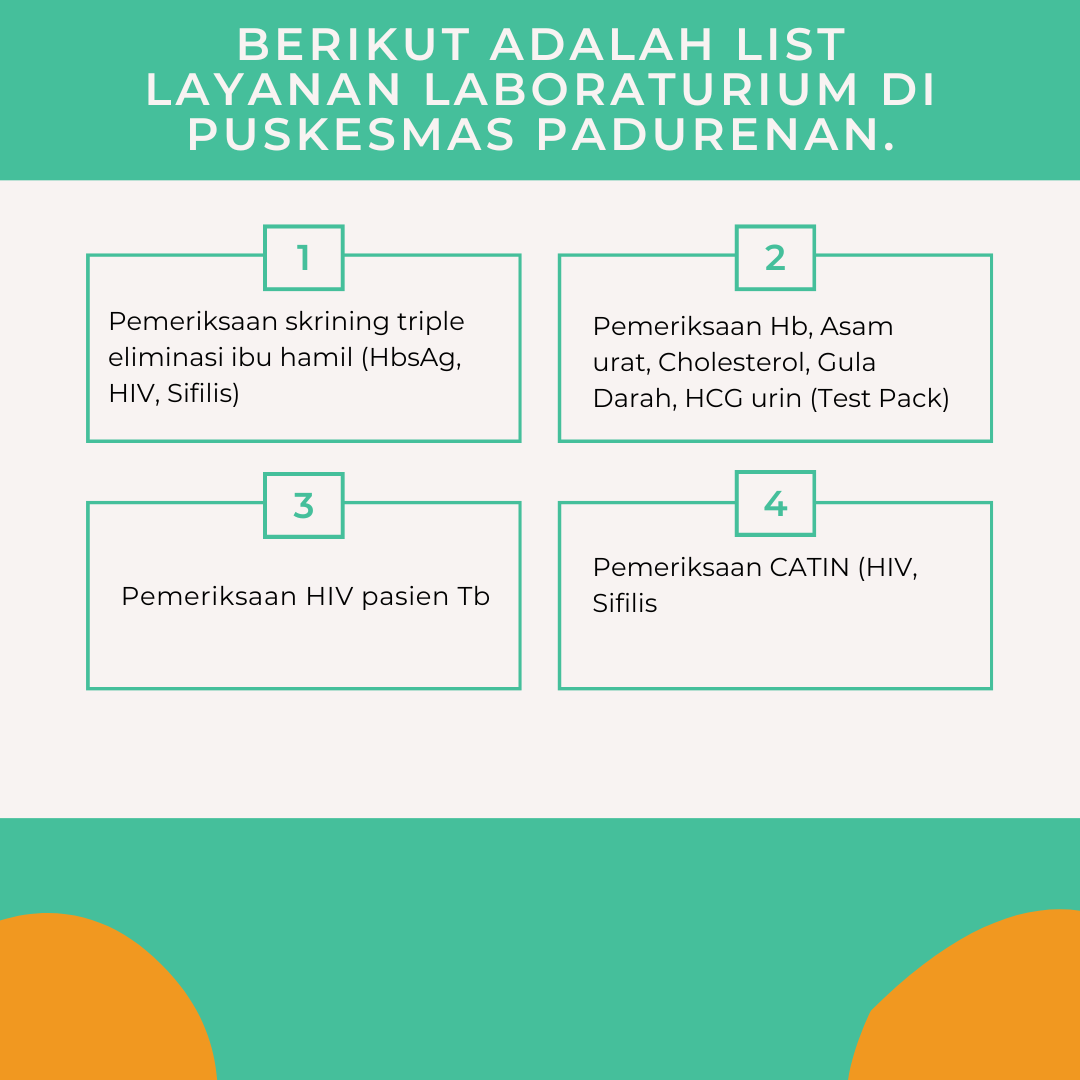 BERIKUT ADALAH LIST
LAYANAN LABORATURIUM DI
PUSKESMAS PADURENAN.
1
Pemeriksaan skrining triple
eliminasi ibu hamil (HbsAg,
HIV, Sifilis)
2
Pemeriksaan Hb, Asam
urat, Cholesterol, Gula
Darah, HCG urin (Test Pack)
3
Pemeriksaan HIV pasien Tb
4
Pemeriksaan CATIN (HIV,
Sifilis